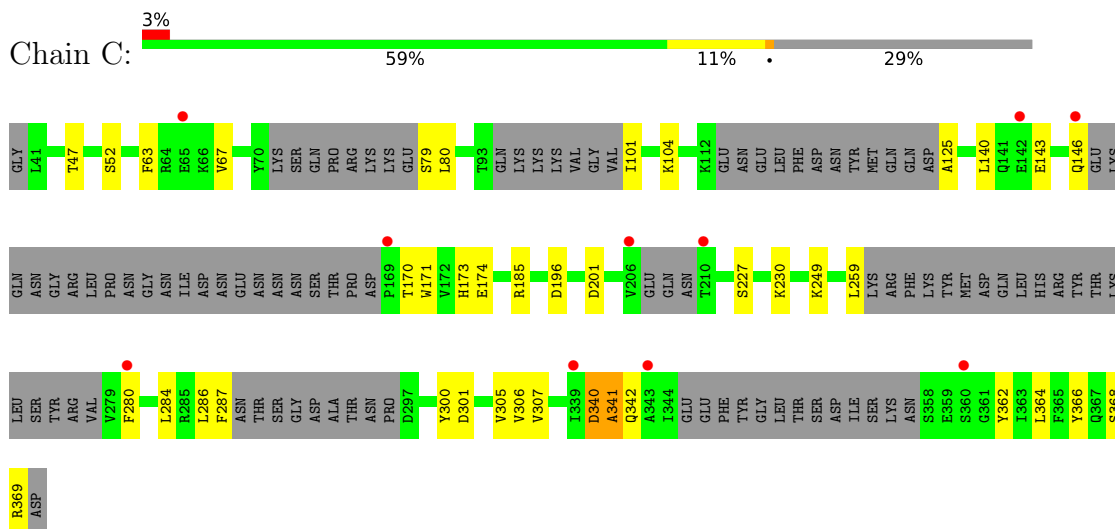 3%
Chain C:
59% 11% • 29%
GLY L41 T47 S52 F63 R64 E65 K66 V67 Y70 LYS SER GLN PRO ARG LYS LYS GLU S79 L80 T93 GLN LYS LYS LYS VAL GLY VAL I101 K104 K112 GLU ASN GLU LEU PHE ASP ASN TYR MET GLN GLN ASP A125 L140 Q141 E142 E143 Q146 GLU LYS
GLN ASN GLY ARG LEU PRO ASN GLY ASN ILE ASP ASN GLU ASN ASN ASN SER THR PRO ASP P169 T170 W171 V172 H173 E174 R185 D196 D201 V206 GLU GLN ASN T210 S227 K230 K249 L259 LYS ARG PHE LYS TYR MET ASP GLN LEU HIS ARG TYR THR LYS
LEU SER TYR ARG VAL V279 F280 L284 R285 L286 F287 ASN THR SER GLY ASP ALA THR ASN PRO D297 Y300 D301 V305 V306 V307 I339 D340 A341 Q342 A343 I344 GLU GLU PHE TYR GLY LEU THR SER ASP ILE SER LYS ASN S358 E359 S360 G361 Y362 I363 L364 F365 Y366 Q367 S368
R369 ASP